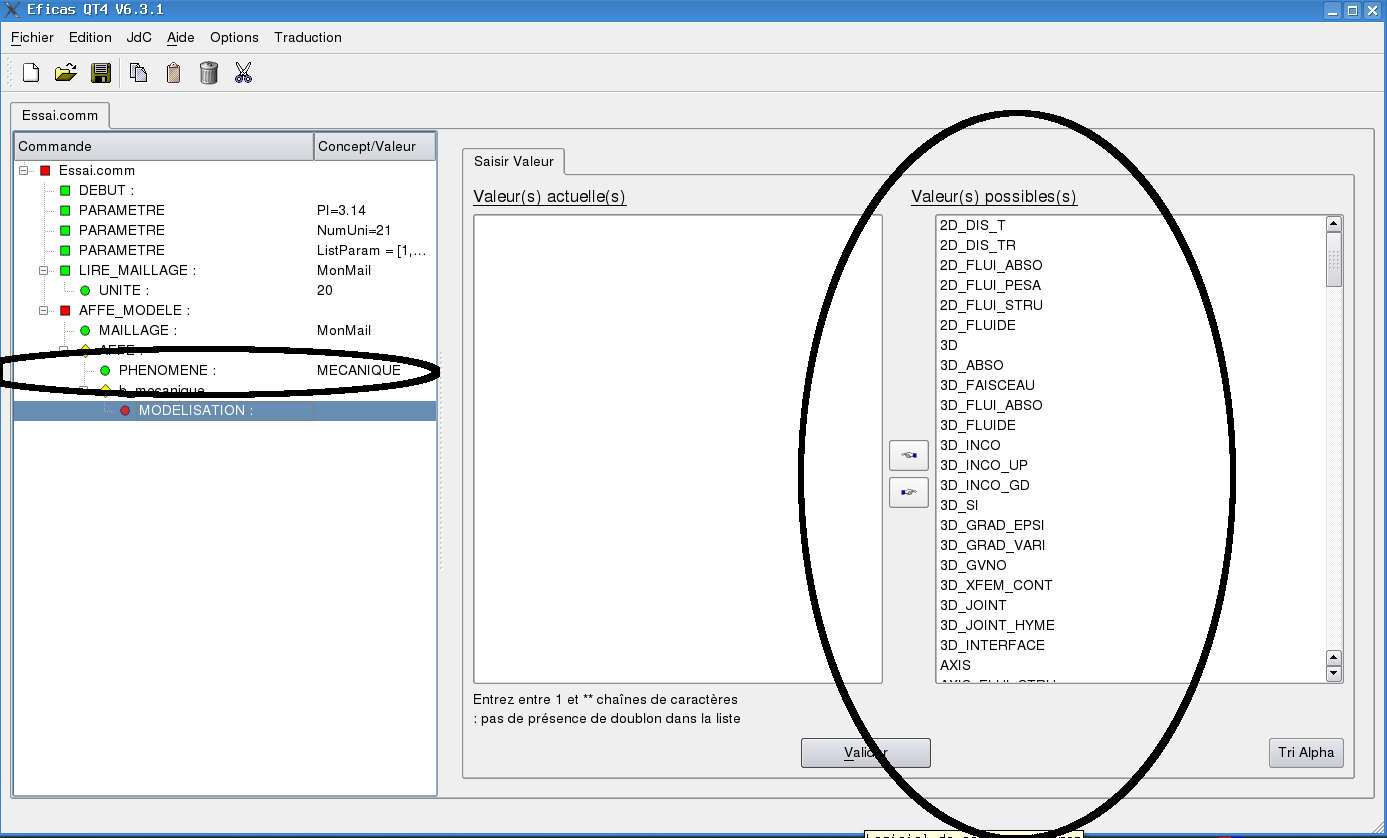 Eficas QT4 V6.3.1
Fichier Edition JdC Aide Options Traduction
Essai.comm
Commande Concept/Valeur
Essai.comm
DEBUT :
PARAMETRE PI=3.14
PARAMETRE NumUni=21
PARAMETRE ListParam = [1,...
LIRE_MAILLAGE : MonMail
UNITE : 20
AFFE_MODELE :
MAILLAGE : MonMail
AFFE :
PHENOMENE : MECANIQUE
b_mecanique
MODELISATION :
Saisir Valeur
Valeur(s) actuelle(s)
Entrez entre 1 et ** chaînes de caractères
: pas de présence de doublon dans la liste
Valeur(s) possibles(s)
2D_DIS_T
2D_DIS_TR
2D_FLUI_ABSO
2D_FLUI_PESA
2D_FLUI_STRU
2D_FLUIDE
3D
3D_ABSO
3D_FAISCEAU
3D_FLUI_ABSO
3D_FLUIDE
3D_INCO
3D_INCO_UP
3D_INCO_GD
3D_SI
3D_GRAD_EPSI
3D_GRAD_VARI
3D_GVNO
3D_XFEM_CONT
3D_JOINT
3D_JOINT_HYME
3D_INTERFACE
AXIS
AXIS_FLUI_STRU
Valider Tri Alpha